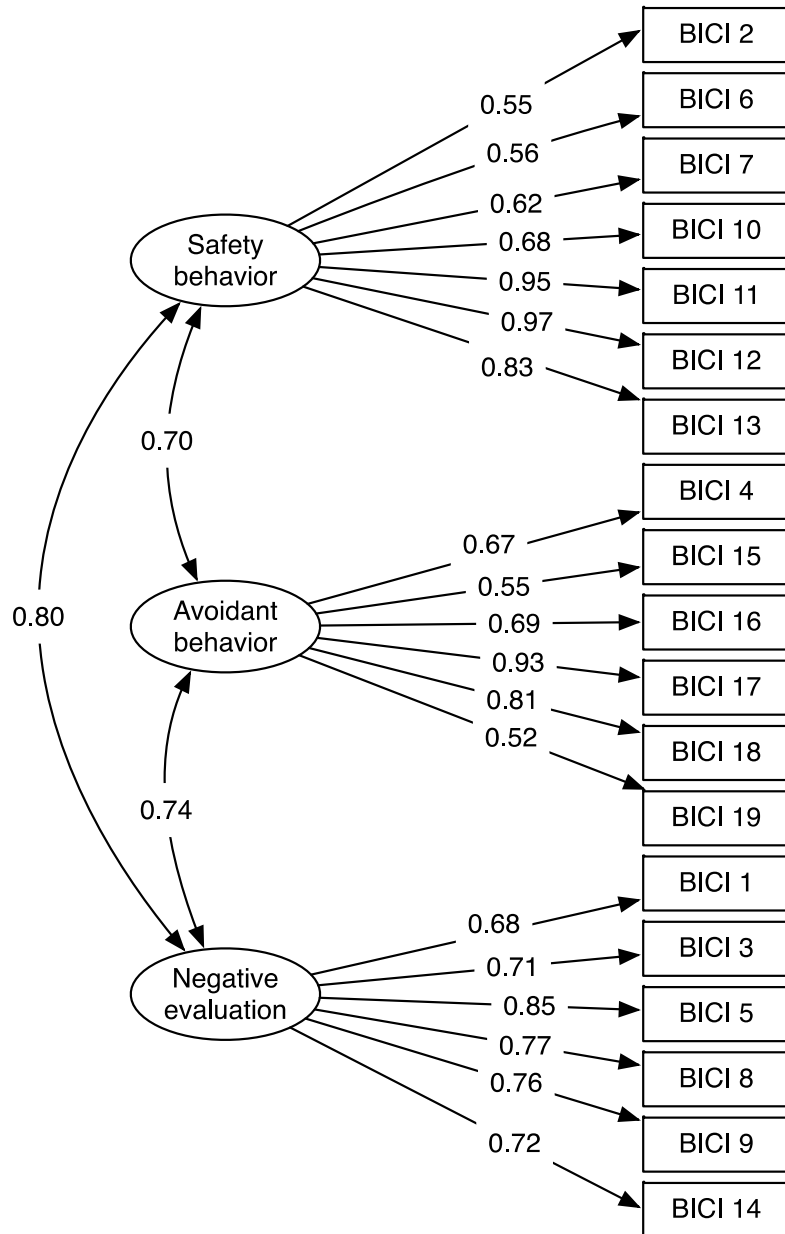 BICI 2
0.55
BICI 6
0.56
BICI 7
0.62
BICI 10
0.68
BICI 11
0.95
BICI 12
0.97
BICI 13
0.83
Safety
behavior
0.70
0.80
BICI 4
0.67
BICI 15
0.55
BICI 16
0.69
BICI 17
0.93
BICI 18
0.81
BICI 19
0.52
Avoidant
behavior
0.74
BICI 1
0.68
BICI 3
0.71
BICI 5
0.85
BICI 8
0.77
BICI 9
0.76
BICI 14
0.72
Negative
evaluation